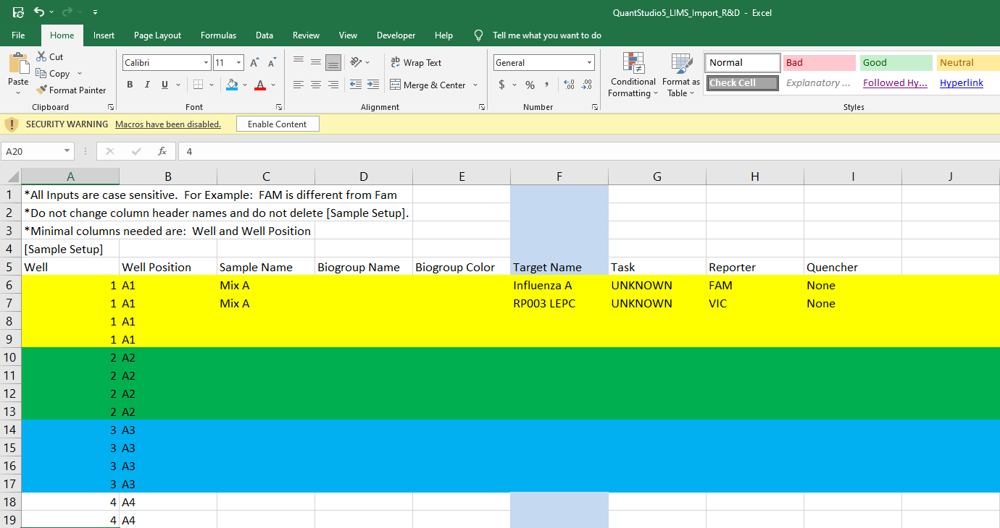 QuantStudio5_LIMS_Import_R&D - Excel
File Home Insert Page Layout Formulas Data Review View Developer Help Tell me what you want to do
Paste Cut Copy Format Painter
Calibri 11 A A
B I U A
ab Wrap Text
Merge & Center
General
$ % , .00 .00
Conditional Formatting
Format as Table
Normal Bad Good Neutral
Check Cell Explanatory ... Followed Hy... Hyperlink
Clipboard Font Alignment Number Styles
! SECURITY WARNING Macros have been disabled. Enable Content
A20 fx 4
A B C D E F G H I J
1 *All Inputs are case sensitive. For Example: FAM is different from Fam
2 *Do not change column header names and do not delete [Sample Setup].
3 *Minimal columns needed are: Well and Well Position
4 [Sample Setup]
5 Well Well Position Sample Name Biogroup Name Biogroup Color Target Name Task Reporter Quencher
6 1 A1 Mix A Influenza A UNKNOWN FAM None
7 1 A1 Mix A RP003 LEPC UNKNOWN VIC None
8 1 A1
9 1 A1
10 2 A2
11 2 A2
12 2 A2
13 2 A2
14 3 A3
15 3 A3
16 3 A3
17 3 A3
18 4 A4
19 4 A4